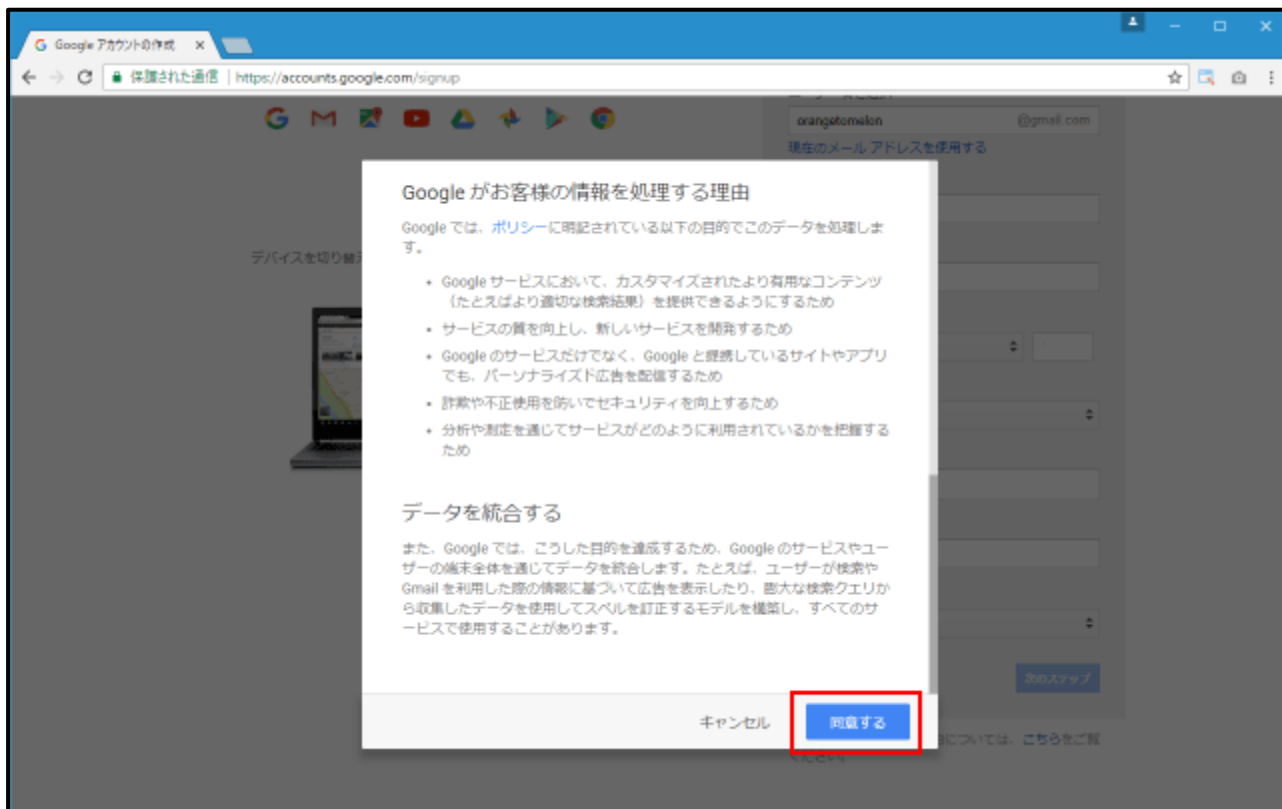 Google アカウントの作成
保護された通信 | https://accounts.google.com/signup
orangetomelon @gmail.com
現在のメール アドレスを使用する
デバイスを切り替え
Google がお客様の情報を処理する理由
Google では、ポリシーに明記されている以下の目的でこのデータを処理しま
す。
• Google サービスにおいて、カスタマイズされたより有用なコンテンツ
（たとえばより適切な検索結果）を提供できるようにするため
• サービスの質を向上し、新しいサービスを開発するため
• Google のサービスだけでなく、Google と提携しているサイトやアプリ
でも、パーソナライズド広告を配信するため
• 詐欺や不正使用を防いでセキュリティを向上するため
• 分析や測定を通じてサービスがどのように利用されているかを把握する
ため
データを統合する
また、Google では、こうした目的を達成するため、Google のサービスやユー
ザーの端末全体を通じてデータを統合します。たとえば、ユーザーが検索や
Gmail を利用した際の情報に基づいて広告を表示したり、膨大な検索クエリか
ら収集したデータを使用してスペルを訂正するモデルを構築し、すべてのサ
ービスで使用することがあります。
次のステップ
キャンセル 同意する
については、こちらをご覧
ください。